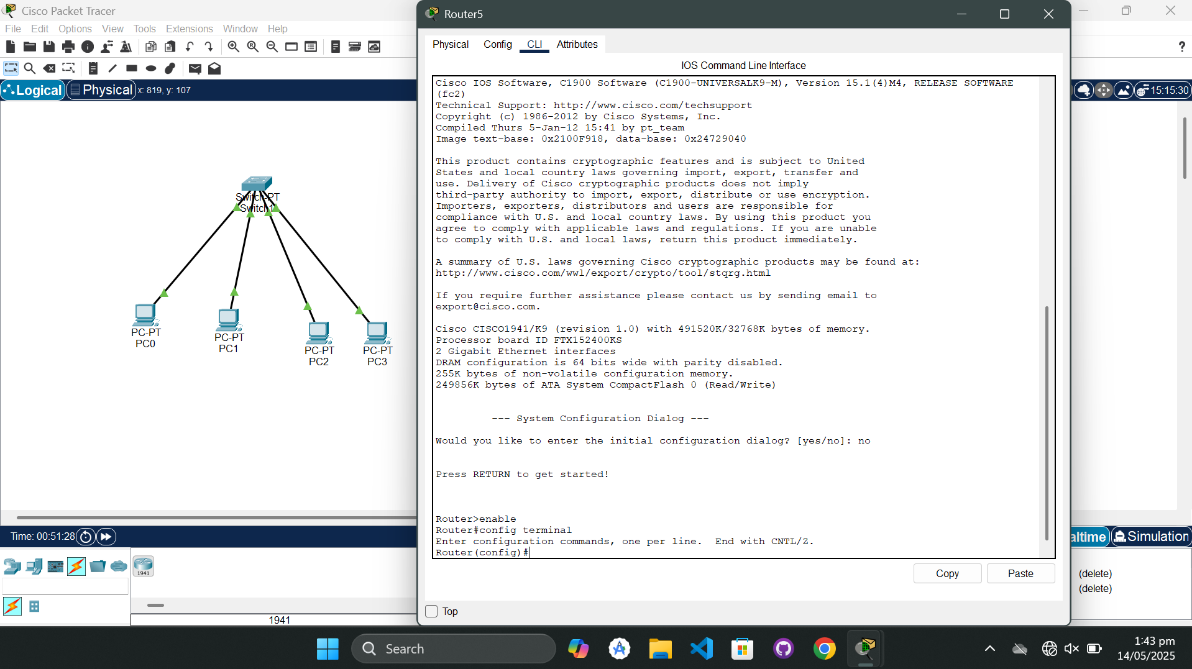 Cisco Packet Tracer
File Edit Options View Tools Extensions Window Help
Logical Physical x: 819, y: 107
Switch-PT
PC-PT
PC0
PC-PT
PC1
PC-PT
PC2
PC-PT
PC3
Time: 00:51:28
1941
1941
Router5
Physical Config CLI Attributes
IOS Command Line Interface
Cisco IOS Software, C1900 Software (C1900-UNIVERSALK9-M), Version 15.1(4)M4, RELEASE SOFTWARE
(fc2)
Technical Support: http://www.cisco.com/techsupport
Copyright (c) 1986-2012 by Cisco Systems, Inc.
Compiled Thurs 5-Jan-12 15:41 by pt_team
Image text-base: 0x2100F918, data-base: 0x24729040
This product contains cryptographic features and is subject to United
States and local country laws governing import, export, transfer and
use. Delivery of Cisco cryptographic products does not imply
third-party authority to import, export, distribute or use encryption.
Importers, exporters, distributors and users are responsible for
compliance with U.S. and local country laws. By using this product you
agree to comply with applicable laws and regulations. If you are unable
to comply with U.S. and local laws, return this product immediately.
A summary of U.S. laws governing Cisco cryptographic products may be found at:
http://www.cisco.com/wwl/export/crypto/tool/stqrg.html
If you require further assistance please contact us by sending email to
export@cisco.com.
Cisco CISCO1941/K9 (revision 1.0) with 491520K/32768K bytes of memory.
Processor board ID FTX152400KS
2 Gigabit Ethernet interfaces
DRAM configuration is 64 bits wide with parity disabled.
255K bytes of non-volatile configuration memory.
249856K bytes of ATA System CompactFlash 0 (Read/Write)
--- System Configuration Dialog ---
Would you like to enter the initial configuration dialog? [yes/no]: no
Press RETURN to get started!
Router>enable
Router#config terminal
Enter configuration commands, one per line. End with CNTL/Z.
Router(config)#
Copy Paste
Top
15:15:30
altime Simulation
(delete)
(delete)
Search
1:43 pm
14/05/2025